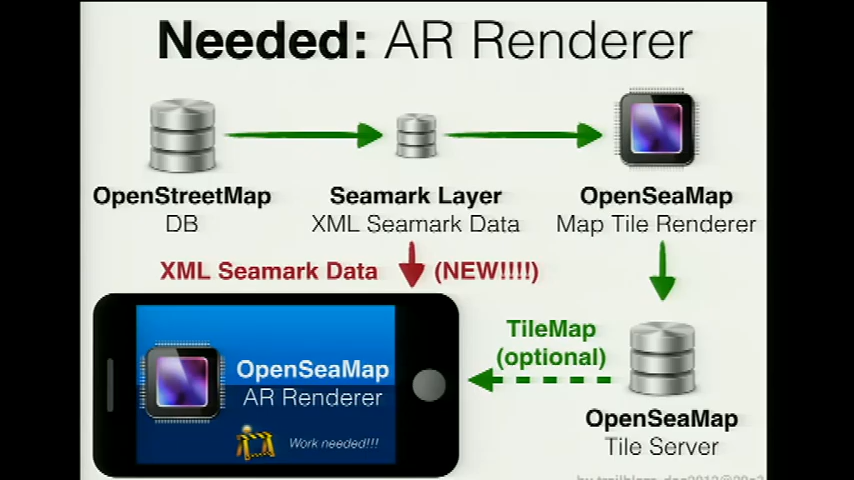 Needed: AR Renderer
OpenStreetMap
DB
Seamark Layer
XML Seamark Data
OpenSeaMap
Map Tile Renderer
XML Seamark Data (NEW!!!!)
TileMap
(optional)
OpenSeaMap
AR Renderer
Work needed!!!
OpenSeaMap
Tile Server